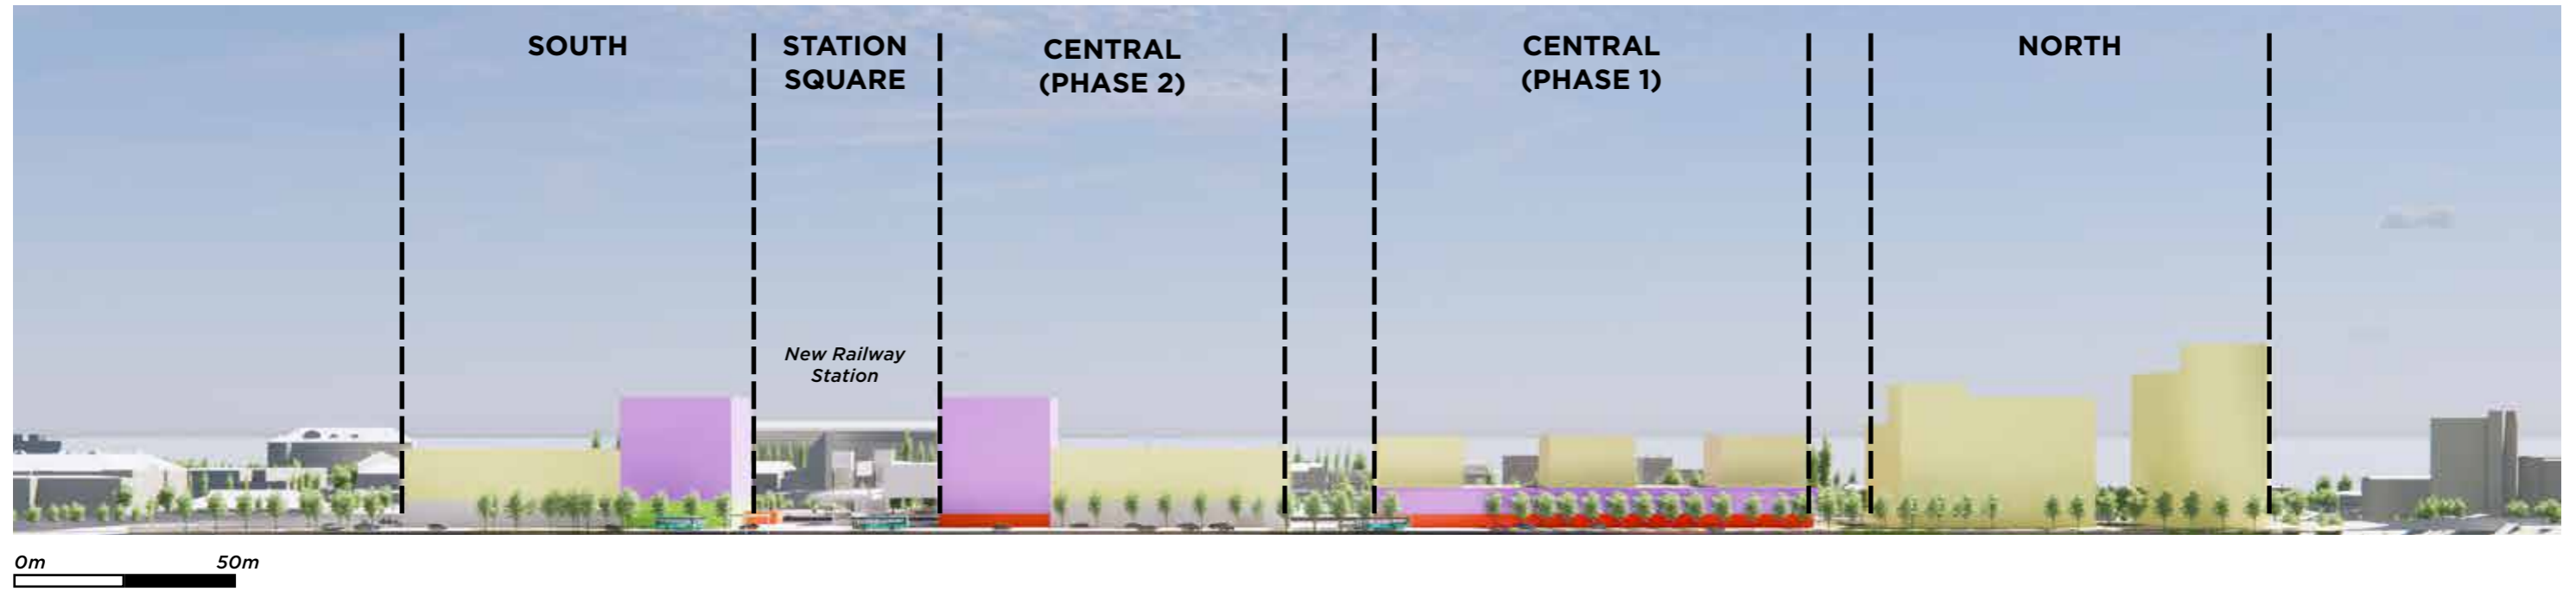 SOUTH
STATION
SQUARE
CENTRAL
(PHASE 2)
CENTRAL
(PHASE 1)
NORTH
New Railway
Station
0m
50m